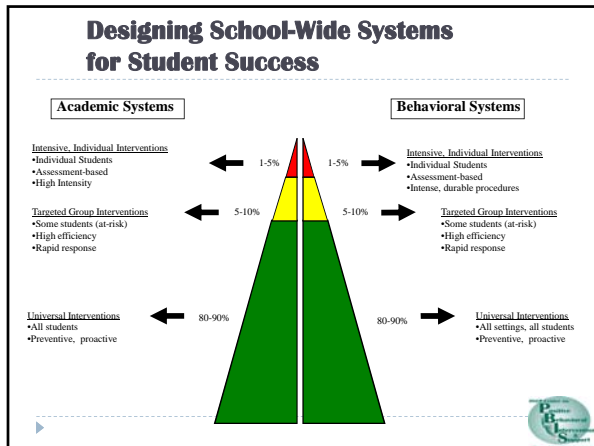 Designing School-Wide Systems
for Student Success
Academic Systems
Intensive, Individual Interventions
•Individual Students
•Assessment-based
•High Intensity
1-5%
Targeted Group Interventions
•Some students (at-risk)
•High efficiency
•Rapid response
5-10%
Universal Interventions
•All students
•Preventive, proactive
80-90%
Behavioral Systems
1-5%
Intensive, Individual Interventions
•Individual Students
•Assessment-based
•Intense, durable procedures
5-10%
Targeted Group Interventions
•Some students (at-risk)
•High efficiency
•Rapid response
80-90%
Universal Interventions
•All settings, all students
•Preventive, proactive
Positive
Behavioral
Support